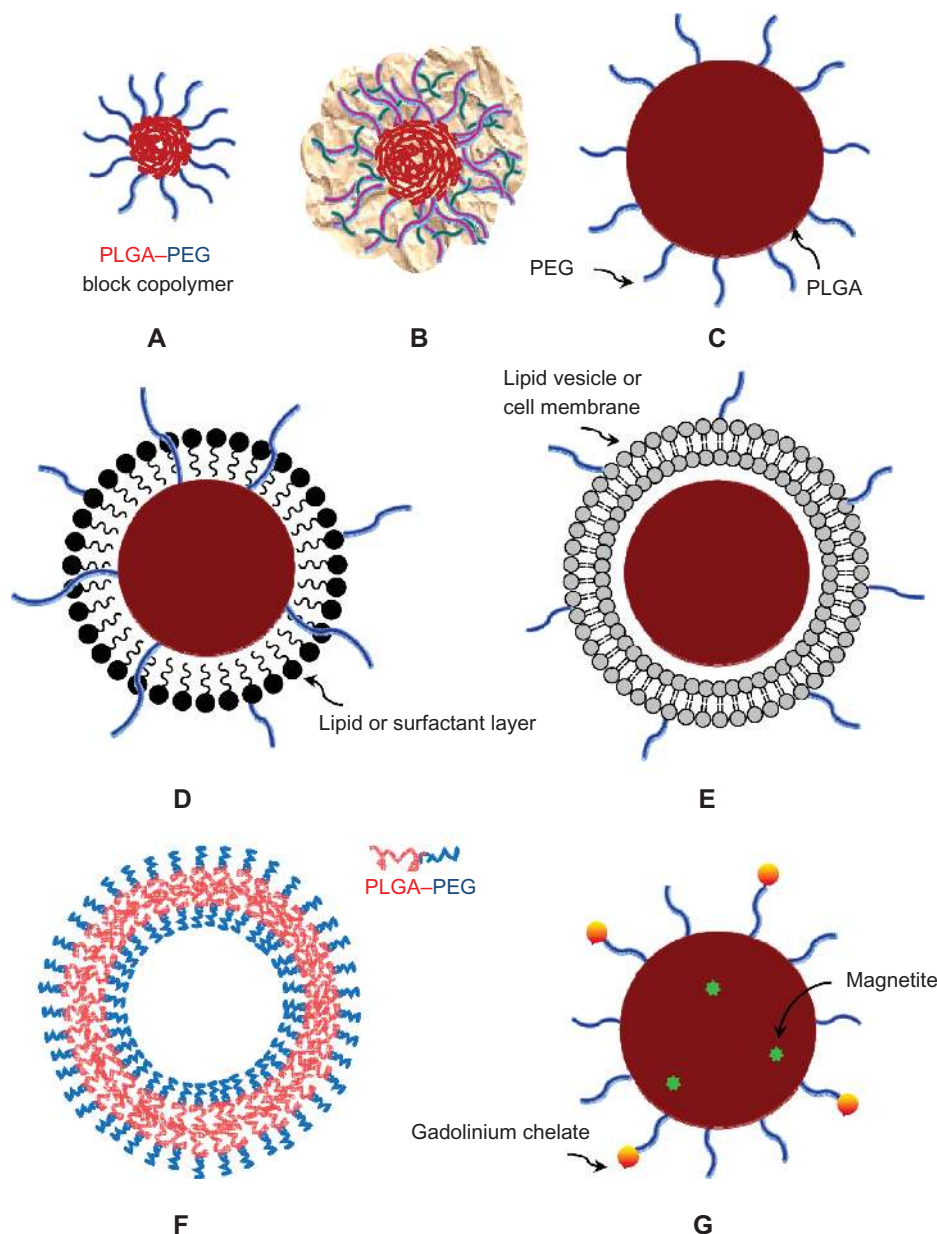 PLGA–PEG
block copolymer
PEG
PLGA
A
B
C
Lipid vesicle or
cell membrane
Lipid or surfactant layer
D
E
PLGA–PEG
Magnetite
Gadolinium chelate
F
G